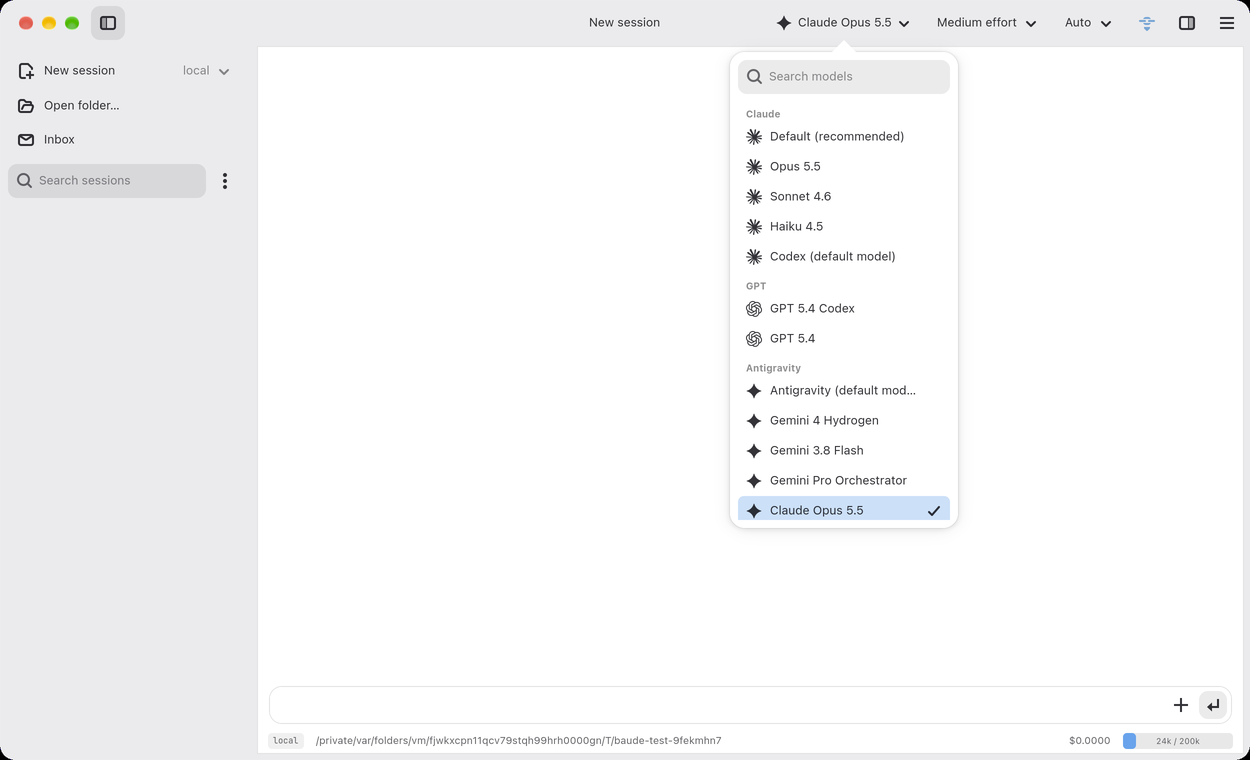 New session
Claude Opus 5.5
Medium effort
Auto
New session
local
Open folder...
Inbox
Search sessions
Search models
Claude
Default (recommended)
Opus 5.5
Sonnet 4.6
Haiku 4.5
Codex (default model)
GPT
GPT 5.4 Codex
GPT 5.4
Antigravity
Antigravity (default mod...
Gemini 4 Hydrogen
Gemini 3.8 Flash
Gemini Pro Orchestrator
Claude Opus 5.5
local
/private/var/folders/vm/fjwkxcpn11qcv79stqh99hrh0000gn/T/baude-test-9fekmhn7
$0.0000
24k / 200k